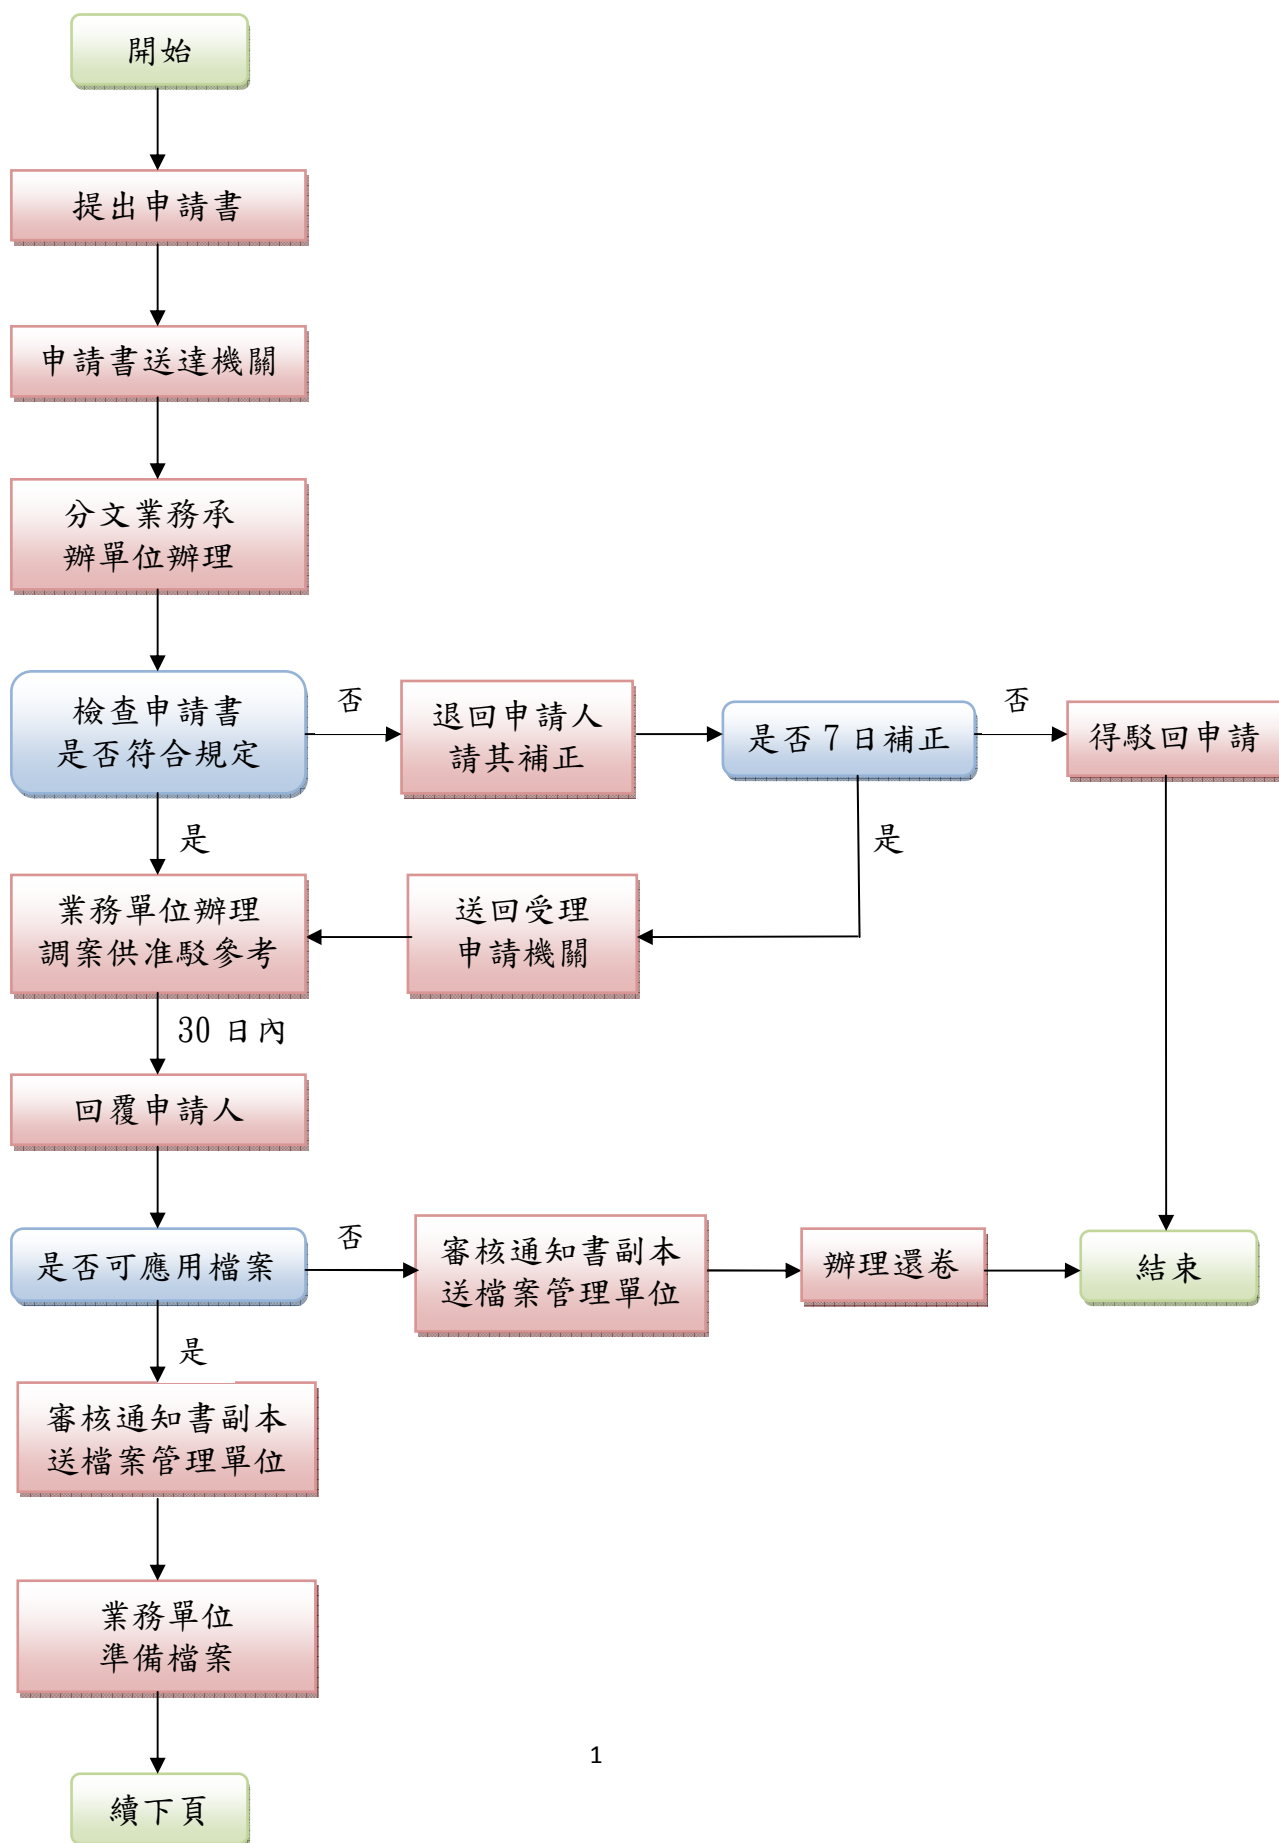 開始
提出申請書
申請書送達機關
分文業務承
辦單位辦理
檢查申請書
是否符合規定
否
退回申請人
請其補正
是否7日補正
否
得駁回申請
是
是
業務單位辦理
調案供准駁參考
送回受理
申請機關
30日內
回覆申請人
是否可應用檔案
否
審核通知書副本
送檔案管理單位
辦理還卷
結束
是
審核通知書副本
送檔案管理單位
業務單位
準備檔案
1
續下頁